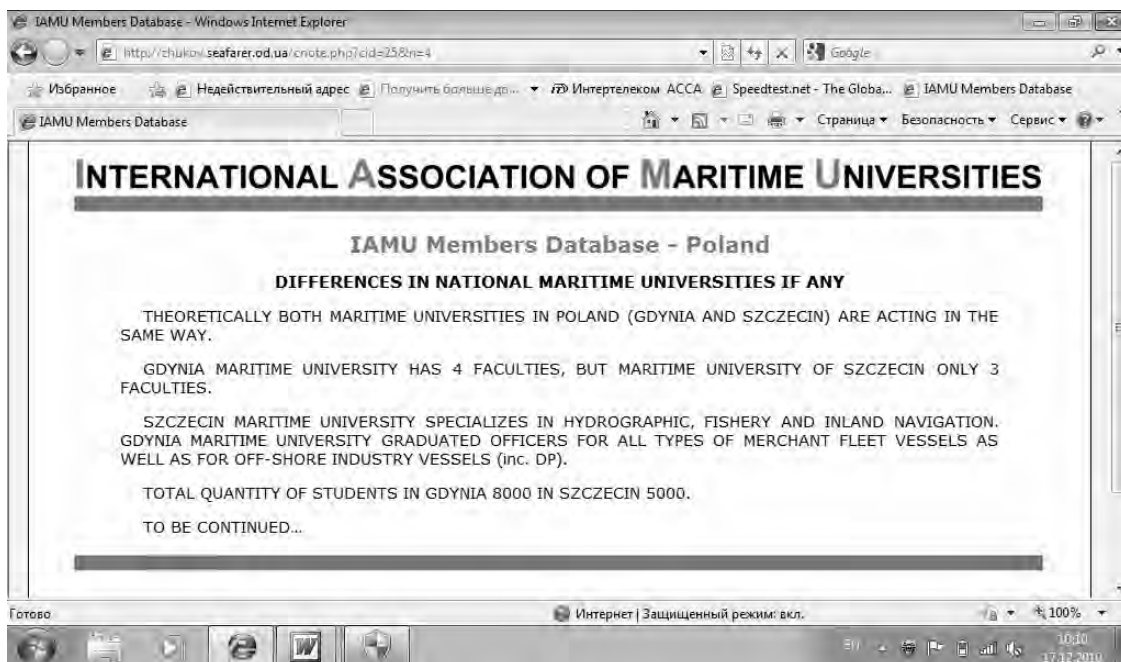 IAMU Members Database - Windows Internet Explorer
http://zhukov.seafarer.od.ua/cnote.php?cid=25&n=4
Google
Избранное Недействительный адрес Получить больше до... Интертелеком АССА Speedtest.net - The Globa... IAMU Members Database
IAMU Members Database Страница Безопасность Сервис
INTERNATIONAL ASSOCIATION OF MARITIME UNIVERSITIES
IAMU Members Database - Poland
DIFFERENCES IN NATIONAL MARITIME UNIVERSITIES IF ANY
THEORETICALLY BOTH MARITIME UNIVERSITIES IN POLAND (GDYNIA AND SZCZECIN) ARE ACTING IN THE
SAME WAY.
GDYNIA MARITIME UNIVERSITY HAS 4 FACULTIES, BUT MARITIME UNIVERSITY OF SZCZECIN ONLY 3
FACULTIES.
SZCZECIN MARITIME UNIVERSITY SPECIALIZES IN HYDROGRAPHIC, FISHERY AND INLAND NAVIGATION.
GDYNIA MARITIME UNIVERSITY GRADUATED OFFICERS FOR ALL TYPES OF MERCHANT FLEET VESSELS AS
WELL AS FOR OFF-SHORE INDUSTRY VESSELS (inc. DP).
TOTAL QUANTITY OF STUDENTS IN GDYNIA 8000 IN SZCZECIN 5000.
TO BE CONTINUED...
Готово Интернет | Защищенный режим: вкл. 100%
EN 10:10
17.12.2010